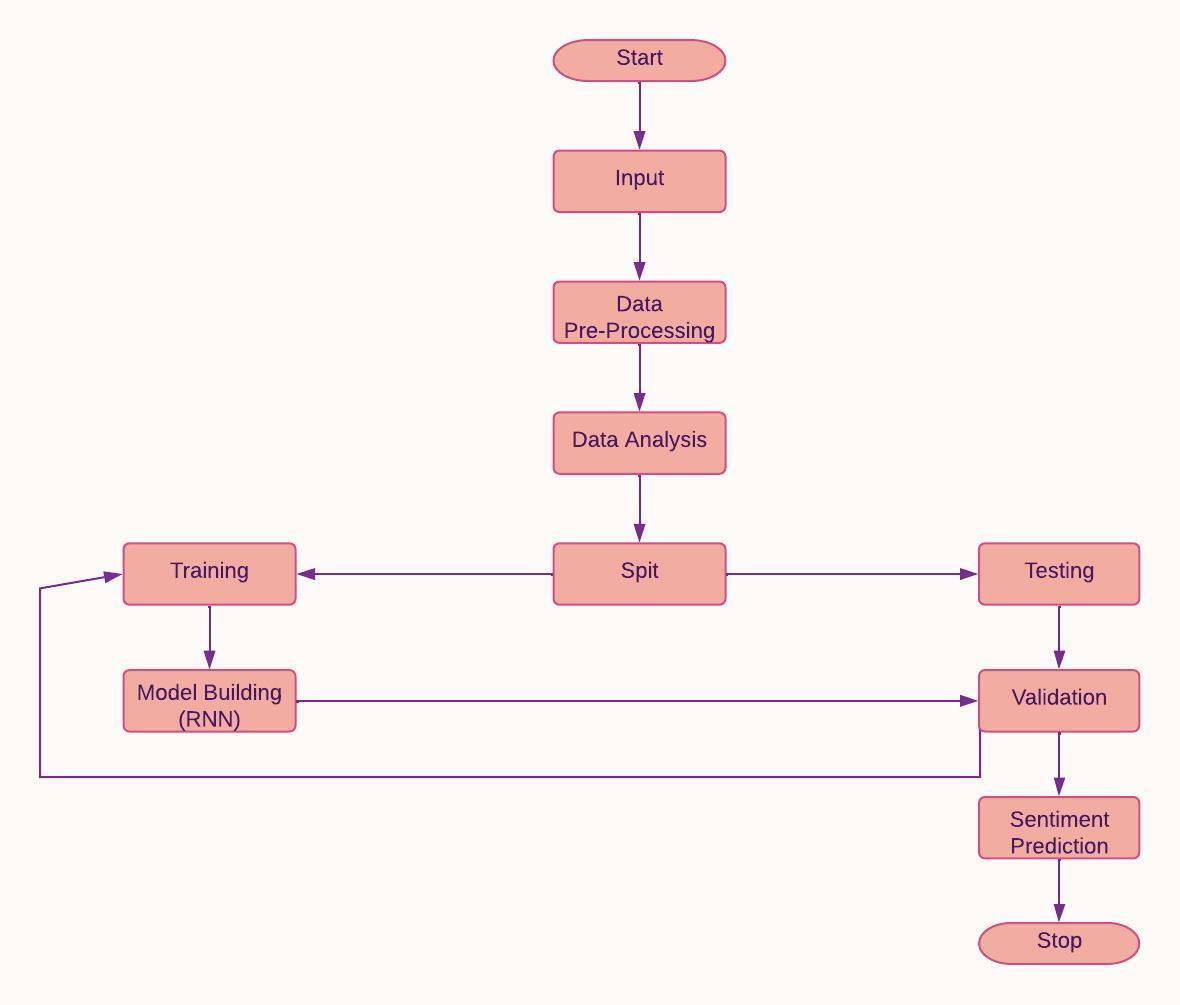 Start
Input
Data
Pre-Processing
Data Analysis
Training
Spit
Testing
Model Building
(RNN)
Validation
Sentiment
Prediction
Stop